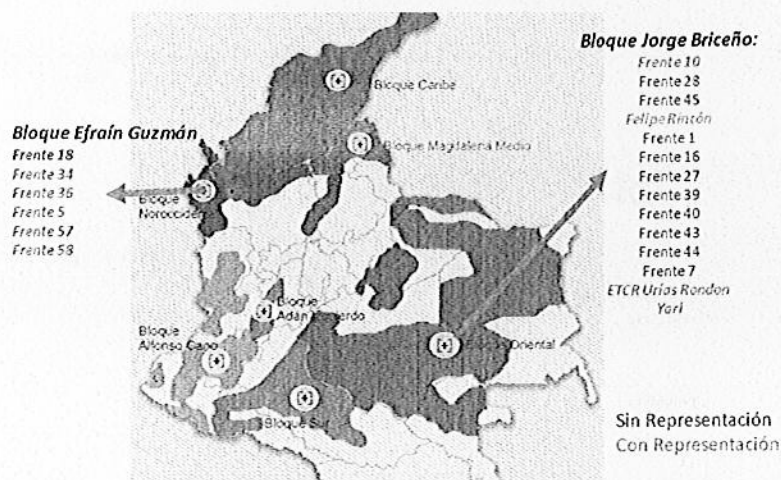 Bloque Jorge Briceño:
Frente 10
Frente 28
Frente 45
Felipe Rincón
Frente 1
Frente 16
Frente 27
Frente 39
Frente 40
Frente 43
Frente 44
Frente 7
ETCR Urias Rondon
Yari
Bloque Efraín Guzmán
Frente 18
Frente 34
Frente 36
Frente 5
Frente 57
Frente 58
Bloque Caribe
Bloque Magdalena Medio
Bloque
Bloque
Adán
Bloque
Alfonso Cano
Oriental
Bloque Sur
Sin Representación
Con Representación